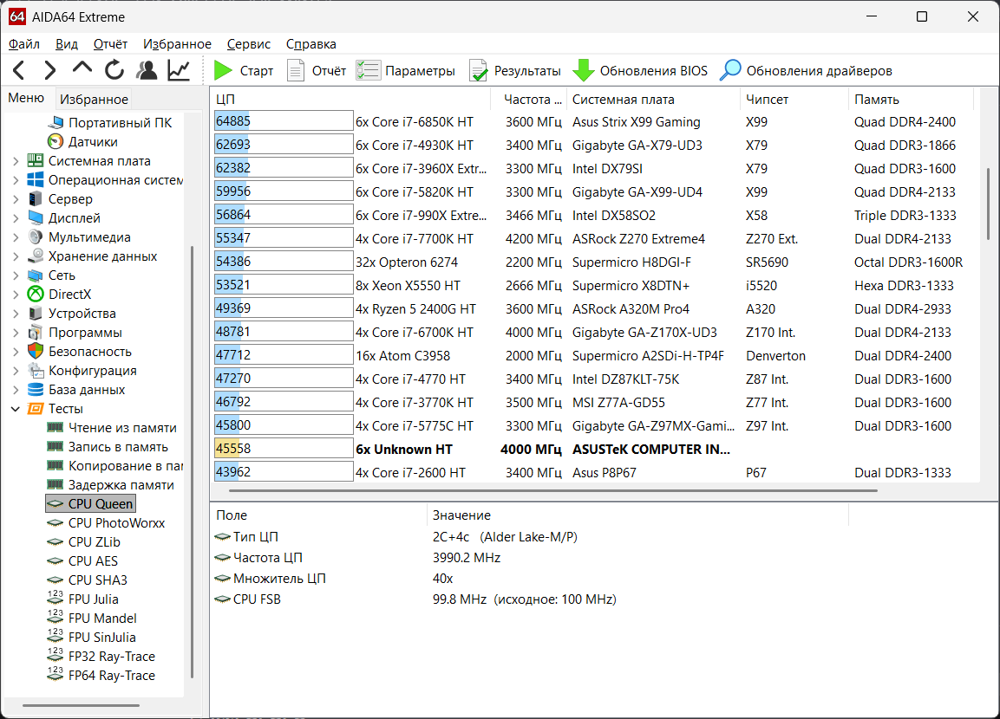 64 AIDA64 Extreme
Файл Вид Отчёт Избранное Сервис Справка
Старт Отчёт Параметры Результаты Обновления BIOS Обновления драйверов
Меню Избранное
Портативный ПК
Датчики
Системная плата
Операционная систем
Сервер
Дисплей
Мультимедиа
Хранение данных
Сеть
DirectX
Устройства
Программы
Безопасность
Конфигурация
База данных
Тесты
Чтение из памяти
Запись в память
Копирование в па
Задержка памяти
CPU Queen
CPU PhotoWorxx
CPU ZLib
CPU AES
CPU SHA3
123 FPU Julia
123 FPU Mandel
123 FPU SinJulia
123 FP32 Ray-Trace
123 FP64 Ray-Trace
ЦП Частота ... Системная плата Чипсет Память
64885 6x Core i7-6850K HT 3600 МГц Asus Strix X99 Gaming X99 Quad DDR4-2400
62693 6x Core i7-4930K HT 3400 МГц Gigabyte GA-X79-UD3 X79 Quad DDR3-1866
62382 6x Core i7-3960X Extr... 3300 МГц Intel DX79SI X79 Quad DDR3-1600
59956 6x Core i7-5820K HT 3300 МГц Gigabyte GA-X99-UD4 X99 Quad DDR4-2133
56864 6x Core i7-990X Extre... 3466 МГц Intel DX58SO2 X58 Triple DDR3-1333
55347 4x Core i7-7700K HT 4200 МГц ASRock Z270 Extreme4 Z270 Ext. Dual DDR4-2133
54386 32x Opteron 6274 2200 МГц Supermicro H8DGI-F SR5690 Octal DDR3-1600R
53521 8x Xeon X5550 HT 2666 МГц Supermicro X8DTN+ i5520 Hexa DDR3-1333
49369 4x Ryzen 5 2400G HT 3600 МГц ASRock A320M Pro4 A320 Dual DDR4-2933
48781 4x Core i7-6700K HT 4000 МГц Gigabyte GA-Z170X-UD3 Z170 Int. Dual DDR4-2133
47712 16x Atom C3958 2000 МГц Supermicro A2SDi-H-TP4F Denverton Dual DDR4-2400
47270 4x Core i7-4770 HT 3400 МГц Intel DZ87KLT-75K Z87 Int. Dual DDR3-1600
46792 4x Core i7-3770K HT 3500 МГц MSI Z77A-GD55 Z77 Int. Dual DDR3-1600
45800 4x Core i7-5775C HT 3300 МГц Gigabyte GA-Z97MX-Gami... Z97 Int. Dual DDR3-1600
45558 6x Unknown HT 4000 МГц ASUSTeK COMPUTER IN...
43962 4x Core i7-2600 HT 3400 МГц Asus P8P67 P67 Dual DDR3-1333
Поле Значение
Тип ЦП 2C+4c (Alder Lake-M/P)
Частота ЦП 3990.2 MHz
Множитель ЦП 40x
CPU FSB 99.8 MHz (исходное: 100 MHz)